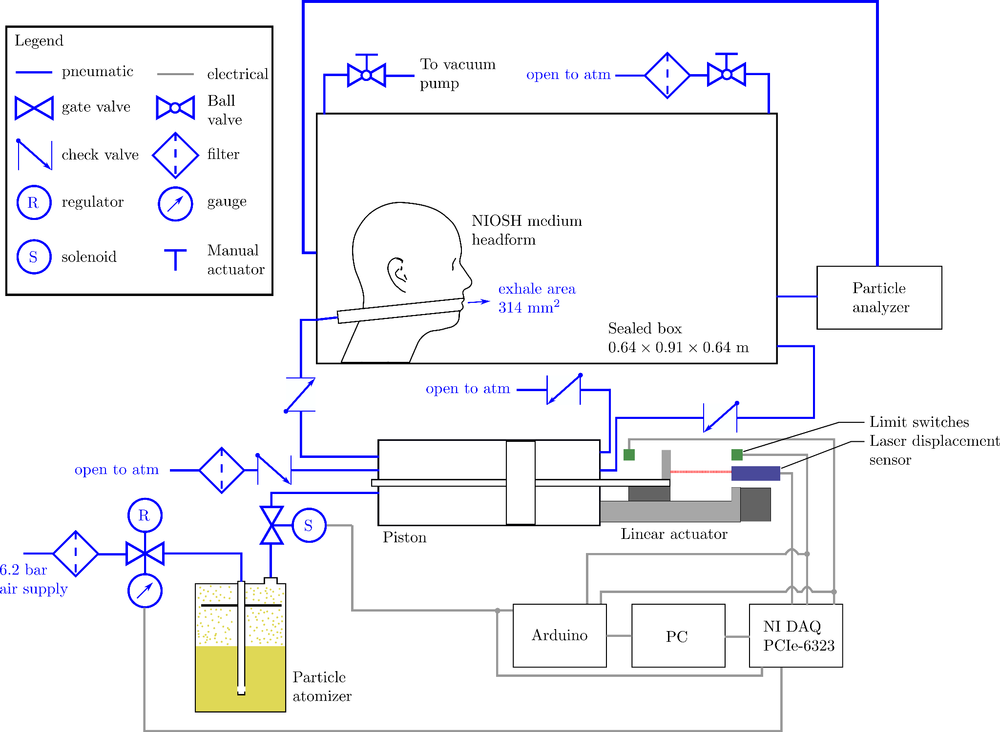 Legend
pneumatic
electrical
gate valve
Ball
valve
check valve
filter
R
regulator
gauge
S
solenoid
Manual
actuator
To vacuum
pump
open to atm
NIOSH medium
headform
exhale area
314 mm²
Sealed box
0.64 × 0.91 × 0.64 m
Particle
analyzer
open to atm
Limit switches
Laser displacement
sensor
open to atm
R
S
Piston
Linear actuator
6.2 bar
air supply
Arduino
PC
NI DAQ
PCIe-6323
Particle
atomizer